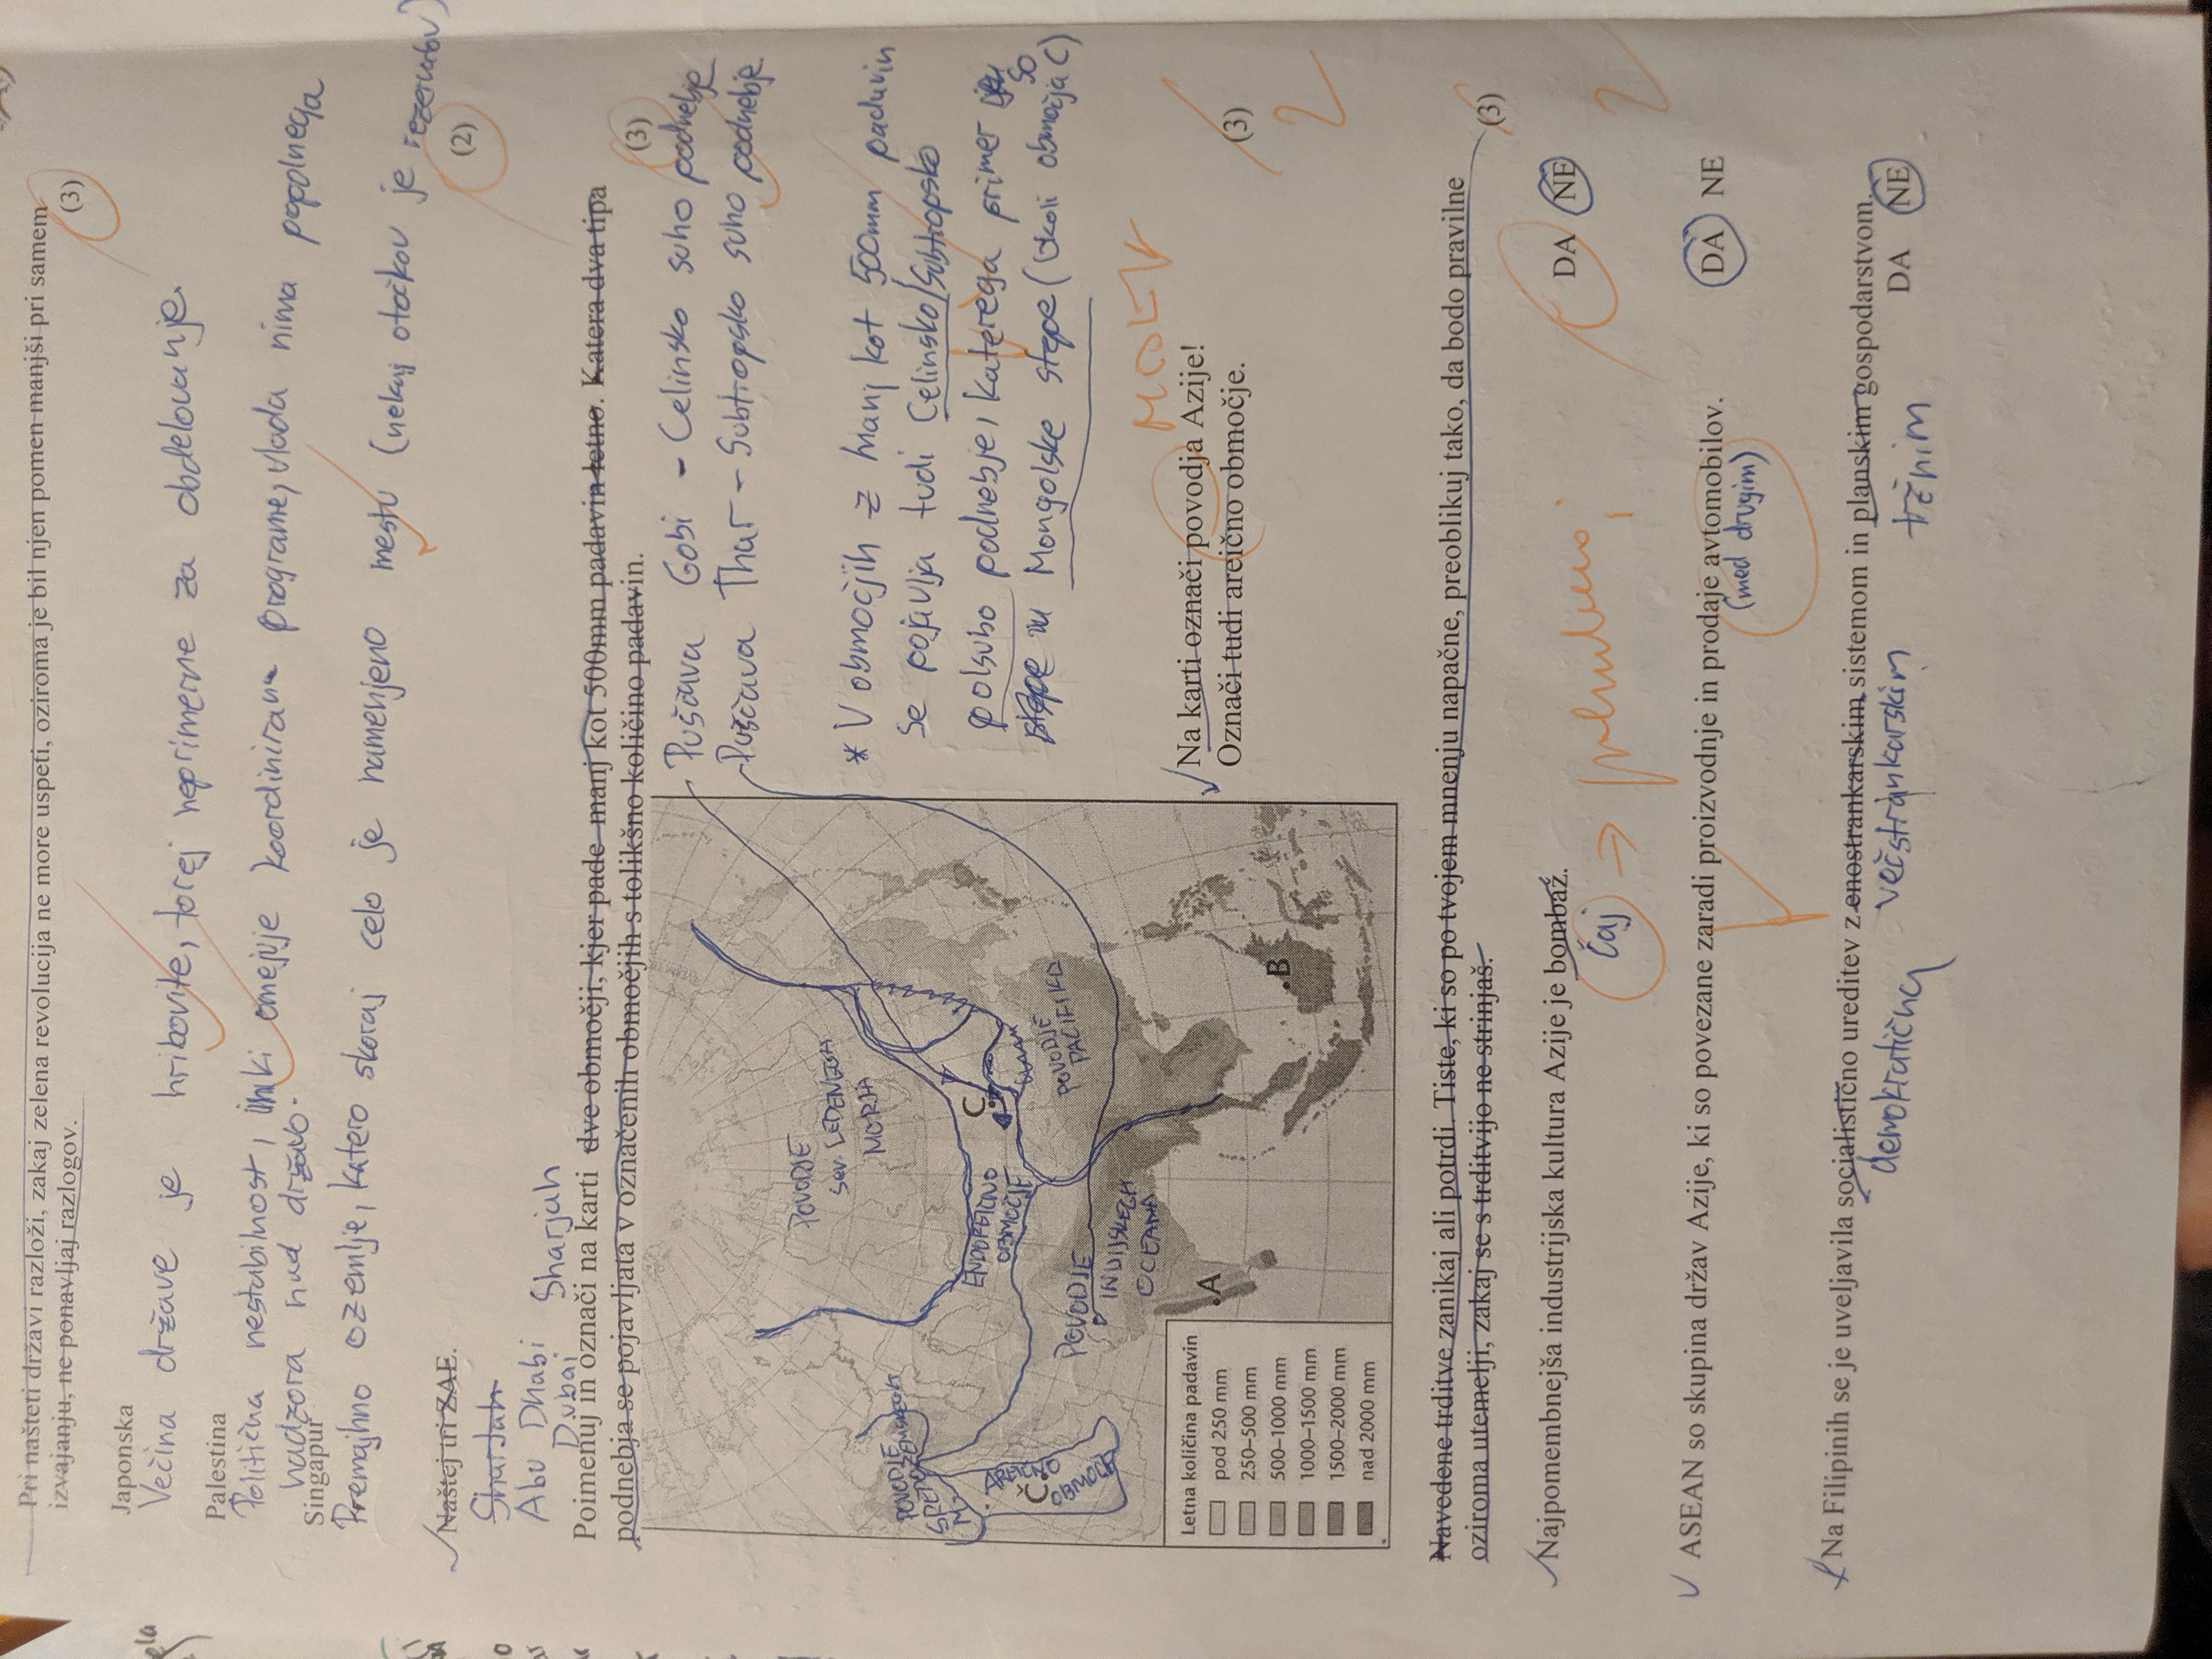 Pri našteti državi razloži, zakaj zelena revolucija ne more uspeti, oziroma je bil njen pomen manjši pri samem
izvajanju, ne ponavljaj razlogov.
(3)
Japonska
Večina države je hribovite, torej neprimerne za obdelovanje.
Palestina
Politična nestabilnost, ki omejuje koordinirane programe, vlada nima popolnega
nadzora nad državo.
Singapur
Premajhno ozemlje, katero skoraj celo je namenjeno mestu (nekaj otočkov je rezervatov)
Naštej tri ZAE.
(2)
Sharjah
Abu Dhabi
Sharjah
Dubai
Poimenuj in označi na karti dve območji, kjer pade manj kot 500mm padavin letno. Katera dva tipa
podnebja se pojavljata v označenih območjih s tolikšno količino padavin.
(3)
Puščava Gobi - Celinsko suho podnebje
Puščava Thar - Subtropsko suho podnebje
POVODJE
sev. LEDENEGA
MORJA
POVODJE
SREDOZEMSKEGA
M.
ENDOREIČNO
OBMOČJE
C
AREIČNO
Č
OBMOČJE
POVODJE
PACIFIKA
POVODJE
INDIJSKEGA
OCEANA
* V območjih z manj kot 500mm padavin
se pojavlja tudi Celinsko/Subtropsko
polsuho podnebje, katerega primer so
stepe Mongolske stepe (Okoli območja C)
A
B
Letna količina padavin
pod 250 mm
250–500 mm
500–1000 mm
1000–1500 mm
1500–2000 mm
nad 2000 mm
Na karti označi povodja Azije!
Označi tudi areično območje.
(3)
2
Navedene trditve zanikaj ali potrdi. Tiste, ki so po tvojem mnenju napačne, preoblikuj tako, da bodo pravilne
oziroma utemelji, zakaj se s trditvijo ne strinjaš.
(3)
Najpomembnejša industrijska kultura Azije je bombaž.
DA NE
čaj
2
ASEAN so skupina držav Azije, ki so povezane zaradi proizvodnje in prodaje avtomobilov.
DA NE
(med drugim)
Na Filipinih se je uveljavila socialistično ureditev z enostrankarskim sistemom in planskim gospodarstvom.
demokratična večstrankarskim tržnim
DA NE